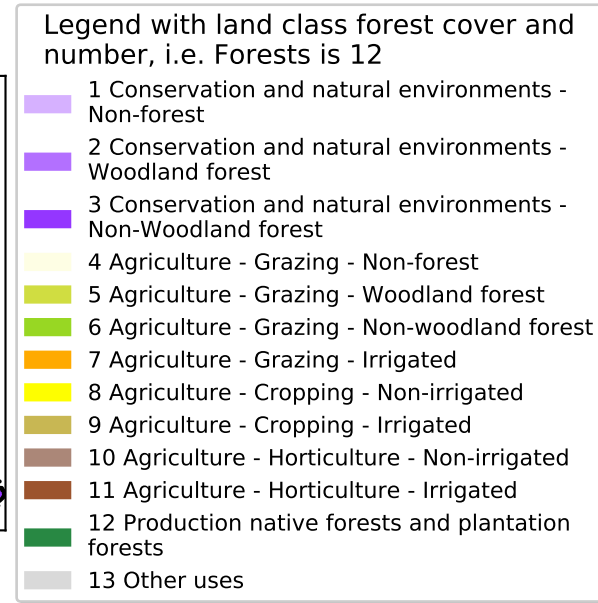 Legend with land class forest cover and
number, i.e. Forests is 12
1 Conservation and natural environments -
Non-forest
2 Conservation and natural environments -
Woodland forest
3 Conservation and natural environments -
Non-Woodland forest
4 Agriculture - Grazing - Non-forest
5 Agriculture - Grazing - Woodland forest
6 Agriculture - Grazing - Non-woodland forest
7 Agriculture - Grazing - Irrigated
8 Agriculture - Cropping - Non-irrigated
9 Agriculture - Cropping - Irrigated
10 Agriculture - Horticulture - Non-irrigated
11 Agriculture - Horticulture - Irrigated
12 Production native forests and plantation
forests
13 Other uses